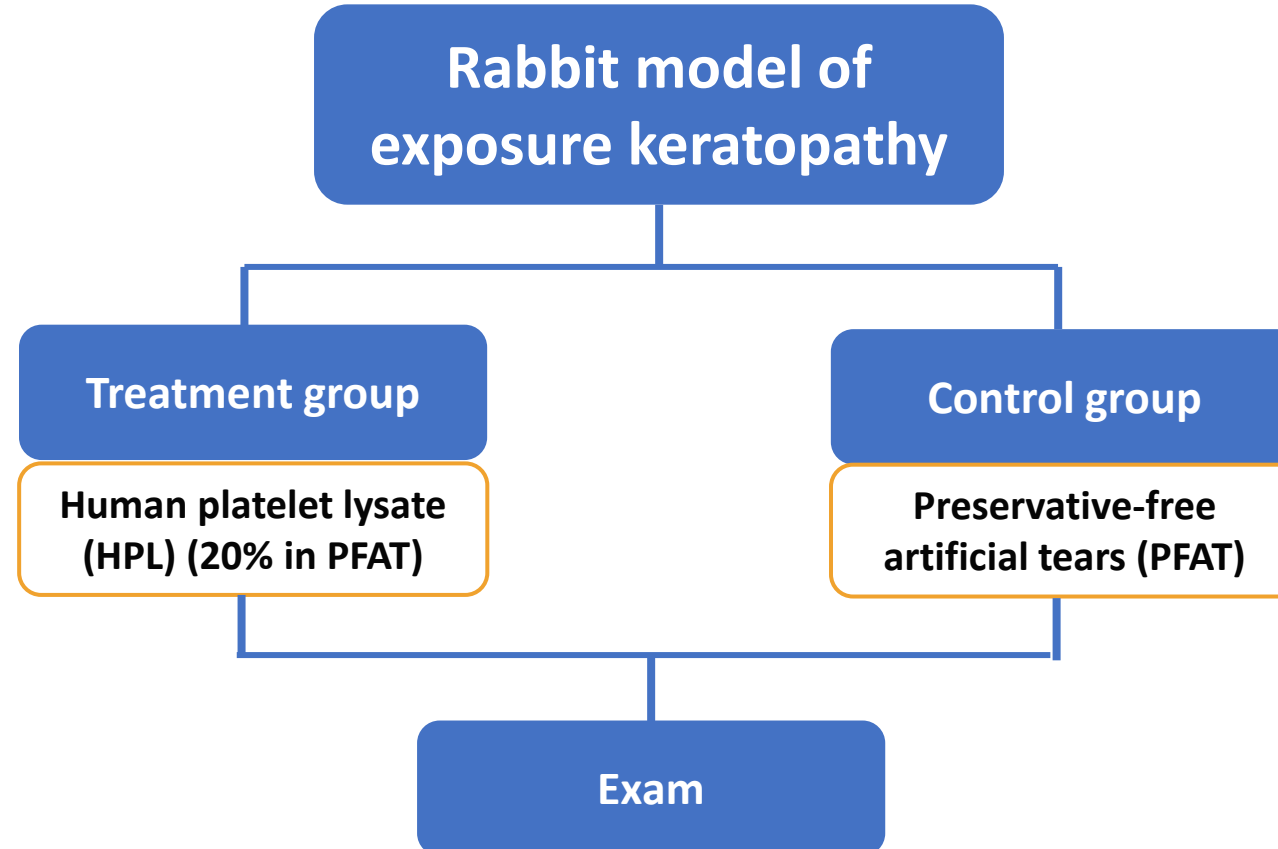 Rabbit model of
exposure keratopathy
Treatment group
Human platelet lysate
(HPL) (20% in PFAT)
Control group
Preservative-free
artificial tears (PFAT)
Exam